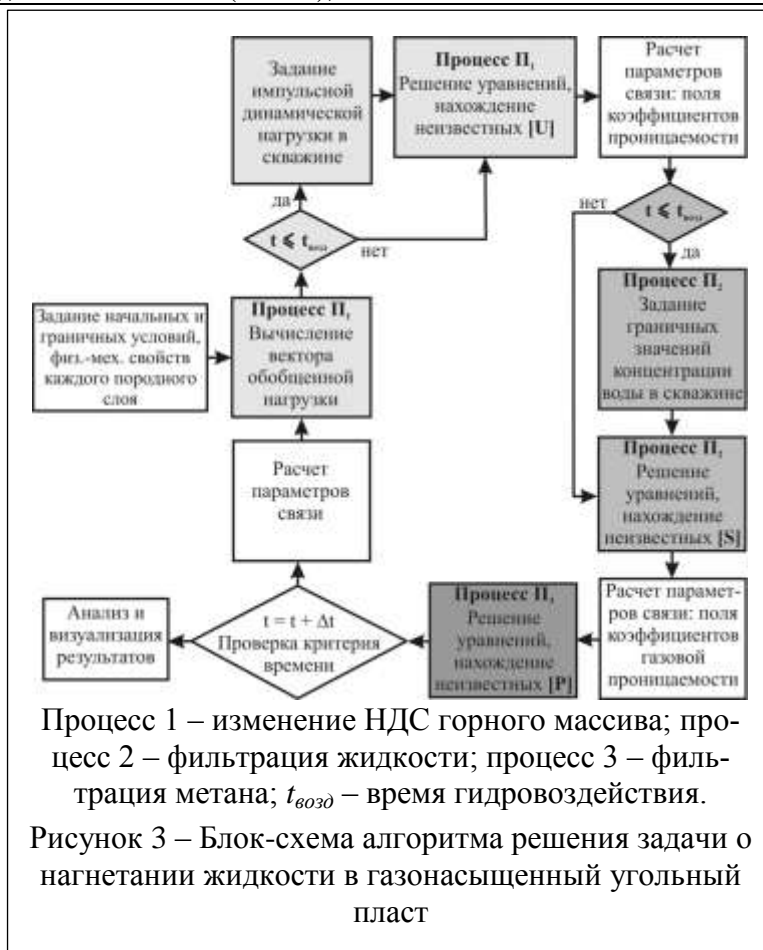 Задание
импульсной
динамической
нагрузки в
скважине
Процесс П₁
Решение уравнений,
нахождение
неизвестных [U]
Расчет
параметров
связи: поля
коэффициентов
проницаемости
да
t ⩽ tвозд
нет
нет
t ⩽ tвозд
да
Задание начальных и
граничных условий,
физ.-мех. свойств
каждого породного
слоя
Процесс П₁
Вычисление
вектора
обобщенной
нагрузки
Процесс П₂
Задание
граничных
значений
концентрации
воды в скважине
Расчет
параметров
связи
Процесс П₂
Решение
уравнений,
нахождение
неизвестных [S]
Анализ и
визуализация
результатов
t = t + Δt
Проверка критерия
времени
Процесс П₃
Решение
уравнений,
нахождение
неизвестных [P]
Расчет парамет-
ров связи: поля
коэффициентов
газовой
проницаемости
Процесс 1 – изменение НДС горного массива; про-
цесс 2 – фильтрация жидкости; процесс 3 – филь-
трация метана; tвозд – время гидровоздействия.
Рисунок 3 – Блок-схема алгоритма решения задачи о
нагнетании жидкости в газонасыщенный угольный
пласт